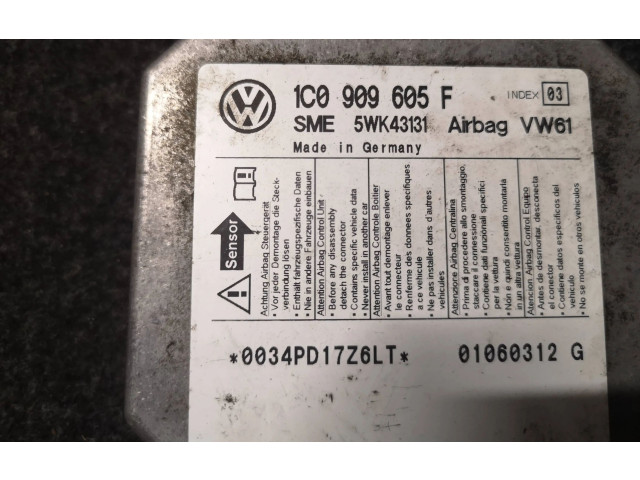 1C0 909 605 F INDEX 03
SME 5WK43131 Airbag VW61
Made in Germany
Sensor
Achtung Airbag Steuergerät
• Vor jeder Demontage die Steck-
verbindung lösen
• Enthält fahrzeugspezifische Daten
• Nie in andere Fahrzeuge einbauen
Attention Airbag Control Unit
• Before any disassembly
detach the connector
• Contains specific vehicle data
• Never install in another car
Attention Airbag Controle Boitier
• Avant tout demontage enlever
le connecteur
• Renferme des donnees specifiques
a ce vehicule
• Ne pas installer dans d'autres
vehicules
Attenzione Airbag Centralina
• Prima di procedere allo smontaggio,
staccare il connessione
• Contiene dati funzionali specifici
per la vettura
• Non è quindi consentito montarla
in un altra vettura
Atencion Airbag Control Equipo
• Antes de desmontar, desconecta
el conector
• Contiene datos especificos del
vehiculo
• No se monte en otros vehiculos
*0034PD17Z6LT* 01060312 G